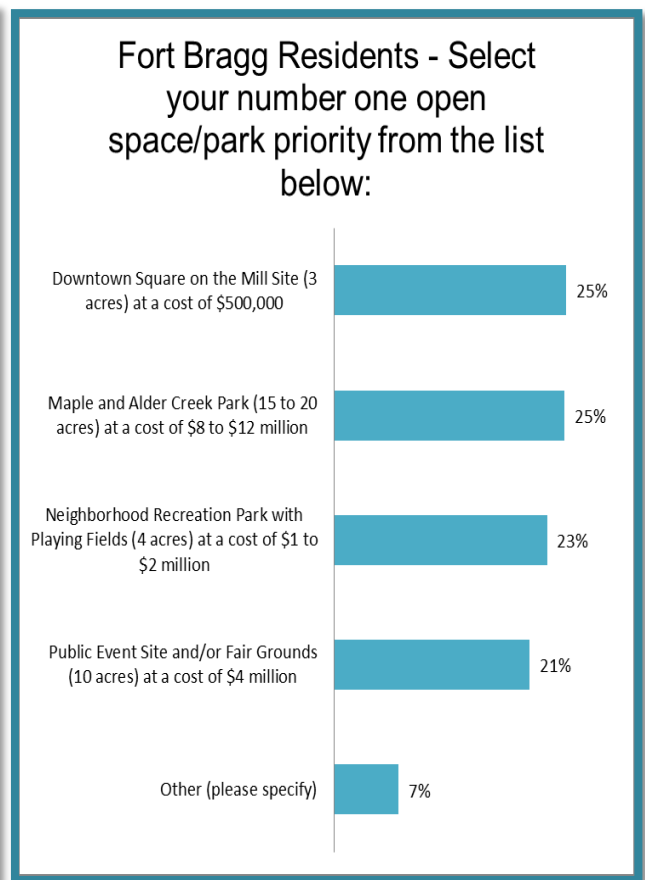 Fort Bragg Residents - Select
your number one open
space/park priority from the list
below:
Downtown Square on the Mill Site (3
acres) at a cost of $500,000
25%
Maple and Alder Creek Park (15 to 20
acres) at a cost of $8 to $12 million
25%
Neighborhood Recreation Park with
Playing Fields (4 acres) at a cost of $1 to
$2 million
23%
Public Event Site and/or Fair Grounds
(10 acres) at a cost of $4 million
21%
Other (please specify)
7%